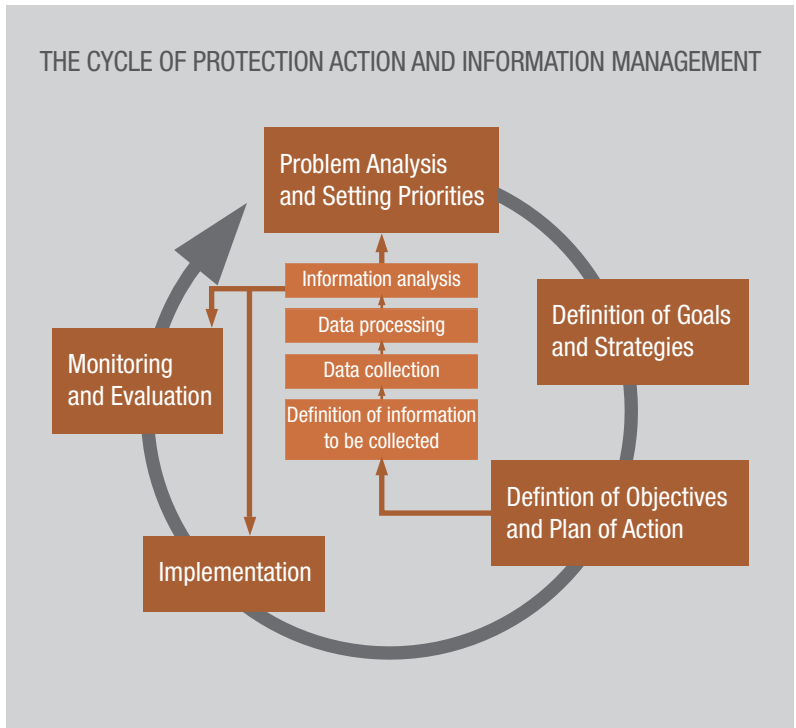 THE CYCLE OF PROTECTION ACTION AND INFORMATION MANAGEMENT
Problem Analysis
and Setting Priorities
Information analysis
Data processing
Data collection
Definition of information
to be collected
Definition of Goals
and Strategies
Defintion of Objectives
and Plan of Action
Implementation
Monitoring
and Evaluation